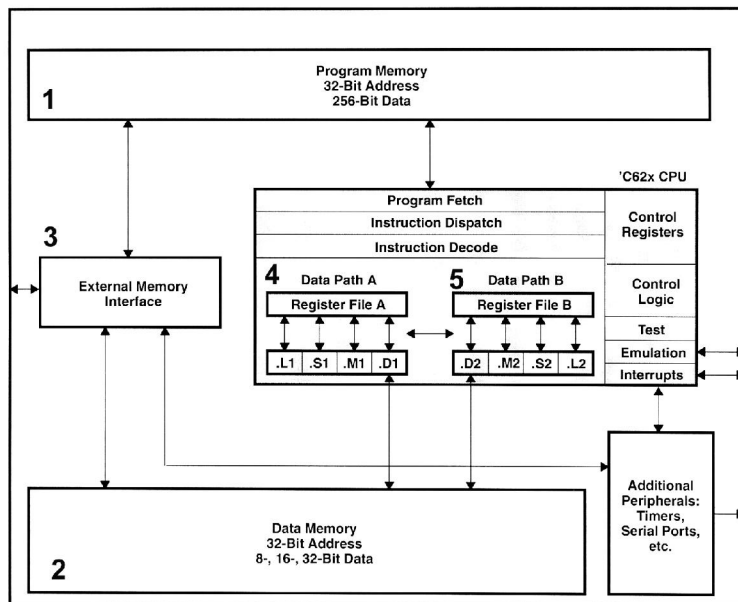 Program Memory
32-Bit Address
256-Bit Data
1
'C62x CPU
Program Fetch
Instruction Dispatch
Instruction Decode
Control
Registers
3
External Memory
Interface
4
Data Path A
5
Data Path B
Register File A
Register File B
Control
Logic
Test
Emulation
Interrupts
.L1 .S1 .M1 .D1
.D2 .M2 .S2 .L2
Additional
Peripherals:
Timers,
Serial Ports,
etc.
Data Memory
32-Bit Address
8-, 16-, 32-Bit Data
2